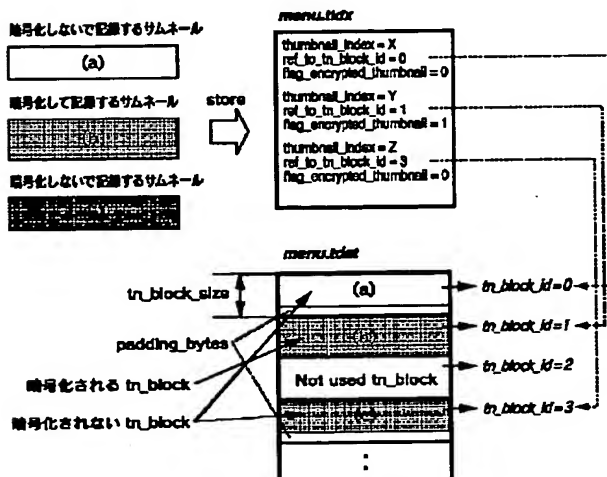 暗号化しないで記録するサムネール
(a)
暗号化して記録するサムネール
暗号化しないで記録するサムネール
store
menu.tidx
thumbnail_index = X
ref_to_tn_block_id = 0
flag_encrypted_thumbnail = 0
thumbnail_index = Y
ref_to_tn_block_id = 1
flag_encrypted_thumbnail = 1
thumbnail_index = Z
ref_to_tn_block_id = 3
flag_encrypted_thumbnail = 0
menu.tdat
tn_block_size
(a)
tn_block_id=0
padding_bytes
tn_block_id=1
暗号化される tn_block
Not used tn_block
tn_block_id=2
暗号化されない tn_block
tn_block_id=3